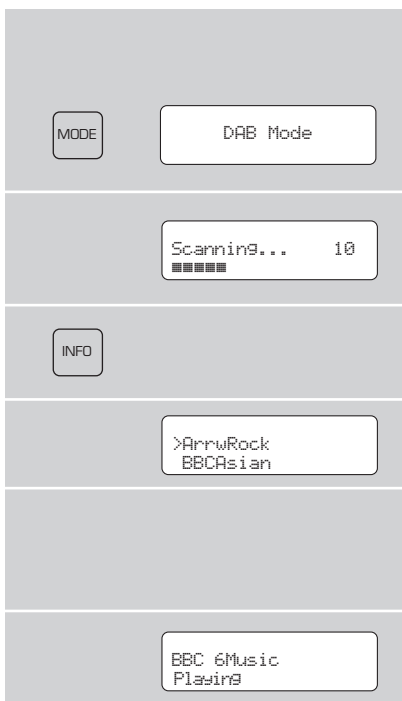 MODE
DAB Mode
Scanning... 10
INFO
>ArrwRock
BBCAsian
BBC 6Music
Playing